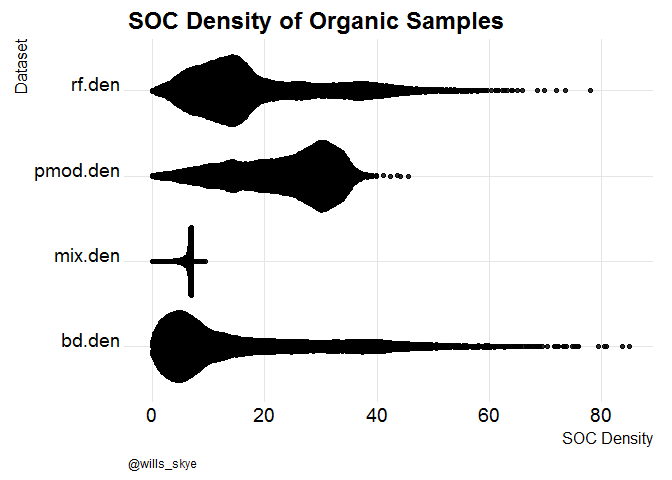 SOC Density of Organic Samples
Dataset
rf.den
pmod.den
mix.den
bd.den
0 20 40 60 80
SOC Density
@wills_skye